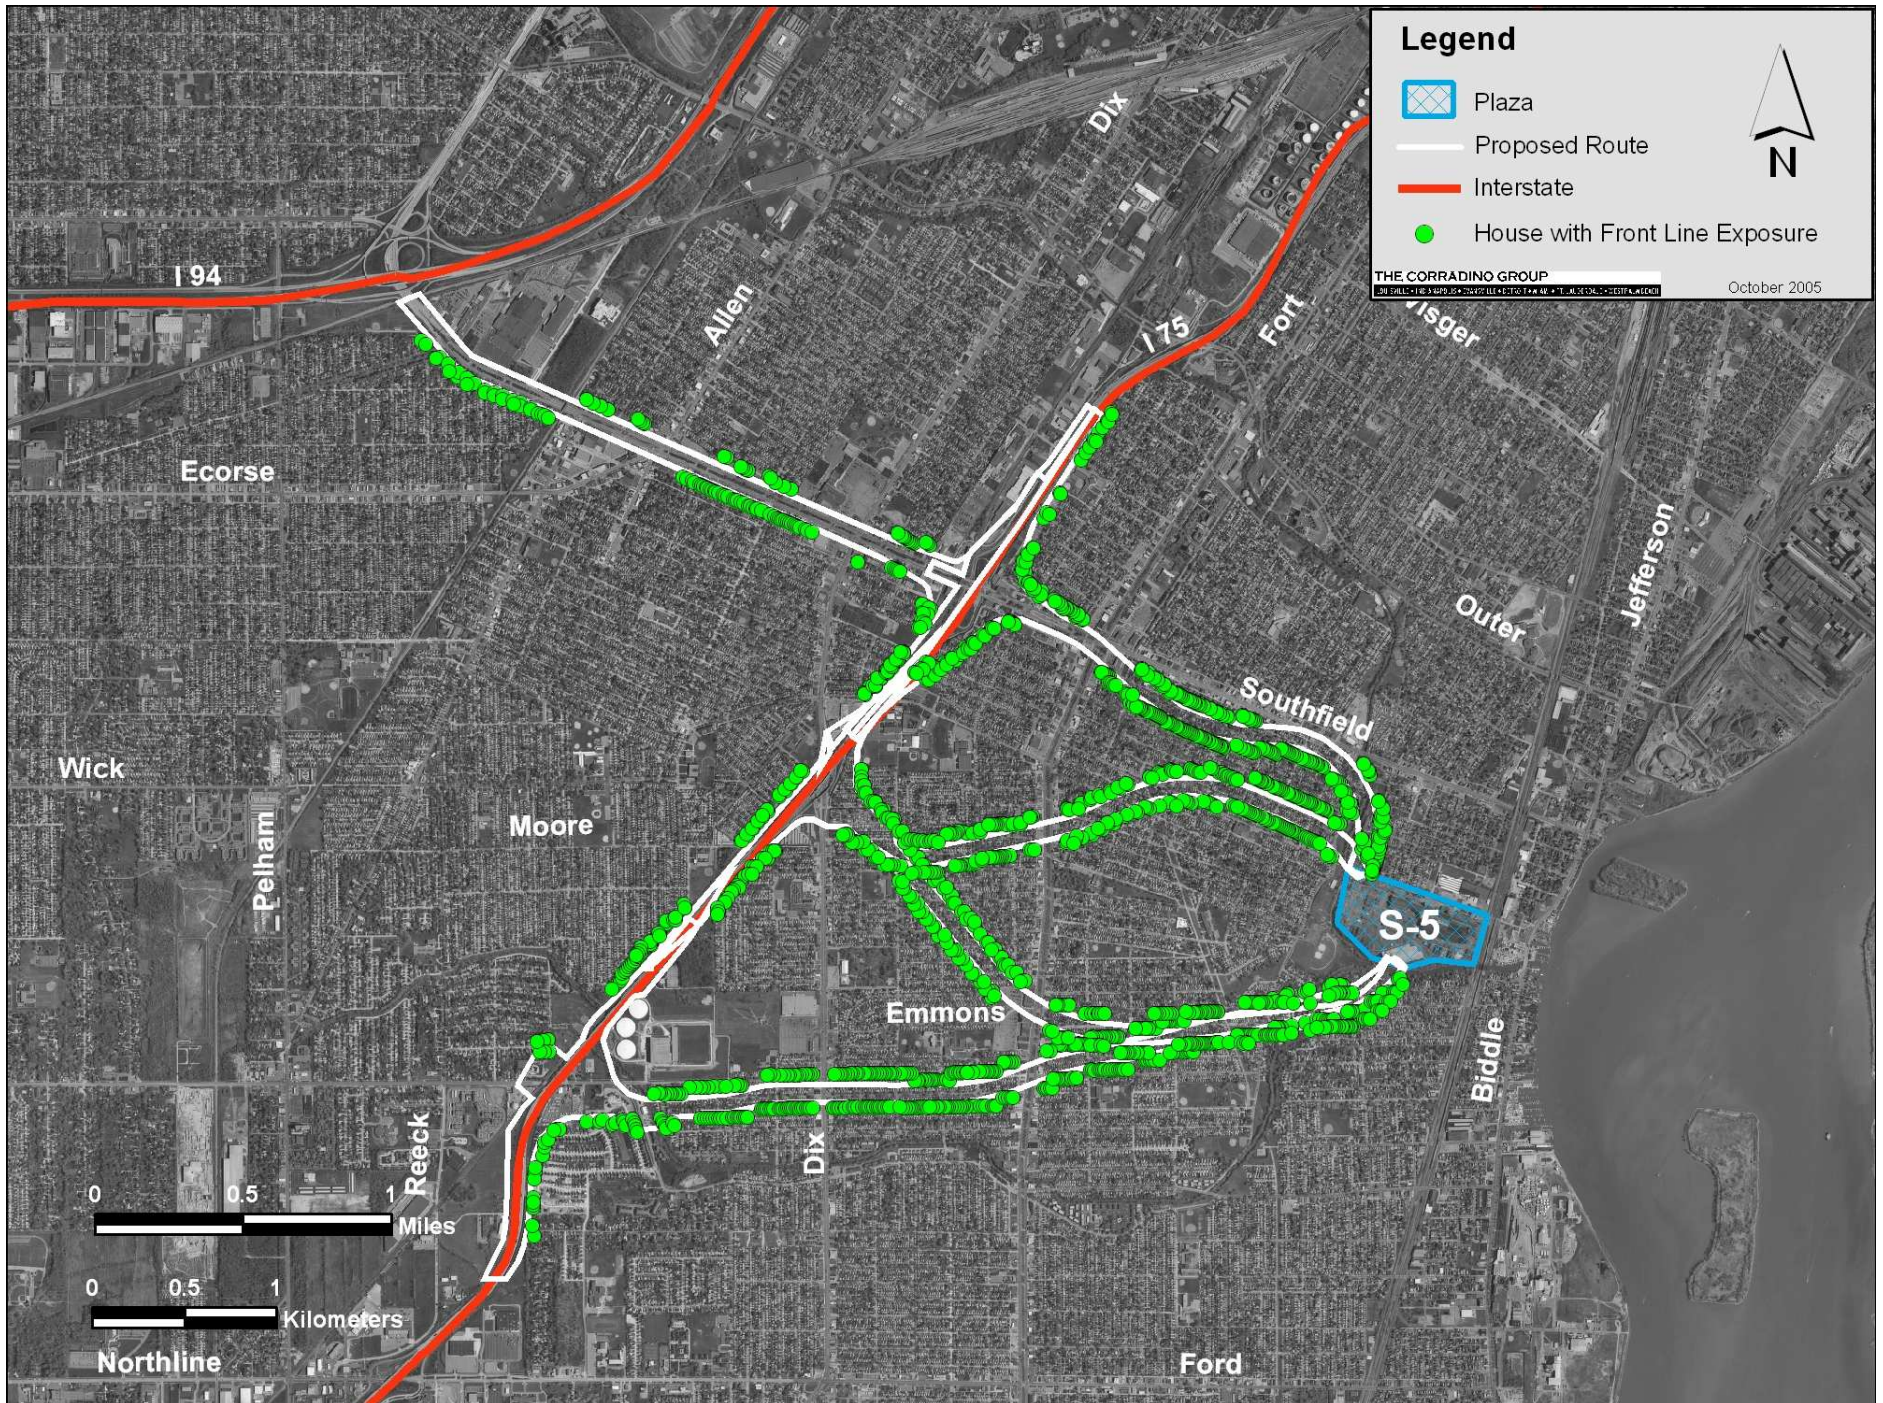 Legend
Plaza
Proposed Route
Interstate
House with Front Line Exposure
N
THE CORRADINO GROUP
October 2005
I 94
Dix
Allen
I 75
Fort
Ecorse
Jefferson
Outer
Southfield
Wick
Moore
Pelham
S-5
Emmons
Biddle
Reeck
Dix
0 0.5 1
Miles
0 0.5 1
Kilometers
Northline
Ford